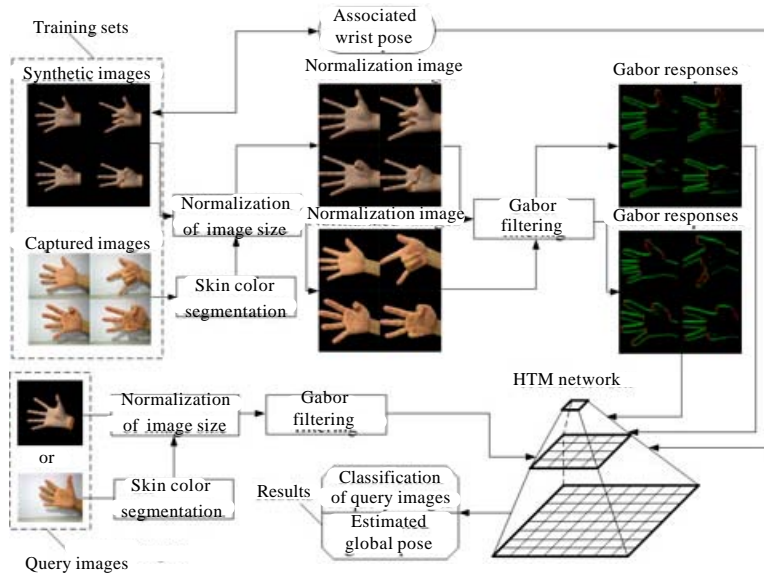 Training sets
Associated
wrist pose
Synthetic images
Normalization image
Gabor responses
Normalization
of image size
Normalization image
Gabor
filtering
Gabor responses
Captured images
Skin color
segmentation
HTM network
Normalization
of image size
Gabor
filtering
or
Skin color
segmentation
Results
Classification
of query images
Estimated
global pose
Query images